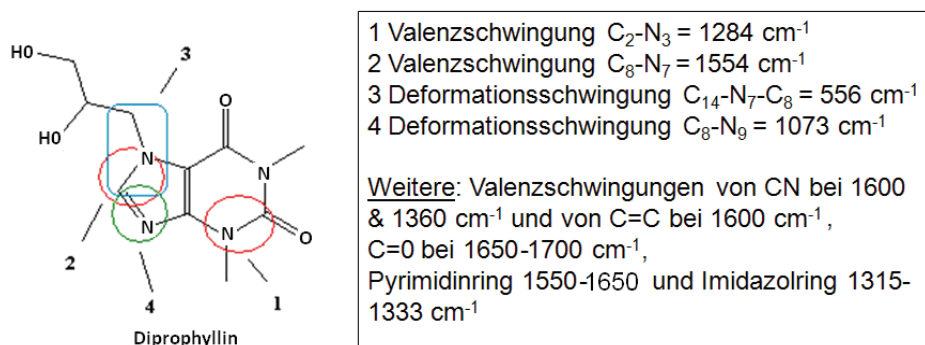 H0
H0
3
O
N
N
N
N
O
2
4
1
Diprophyllin
1 Valenzschwingung C₂-N₃ = 1284 cm⁻¹
2 Valenzschwingung C₈-N₇ = 1554 cm⁻¹
3 Deformationsschwingung C₁₄-N₇-C₈ = 556 cm⁻¹
4 Deformationsschwingung C₈-N₉ = 1073 cm⁻¹
Weitere: Valenzschwingungen von CN bei 1600
& 1360 cm⁻¹ und von C=C bei 1600 cm⁻¹ ,
C=0 bei 1650-1700 cm⁻¹,
Pyrimidinring 1550-1650 und Imidazolring 1315-
1333 cm⁻¹